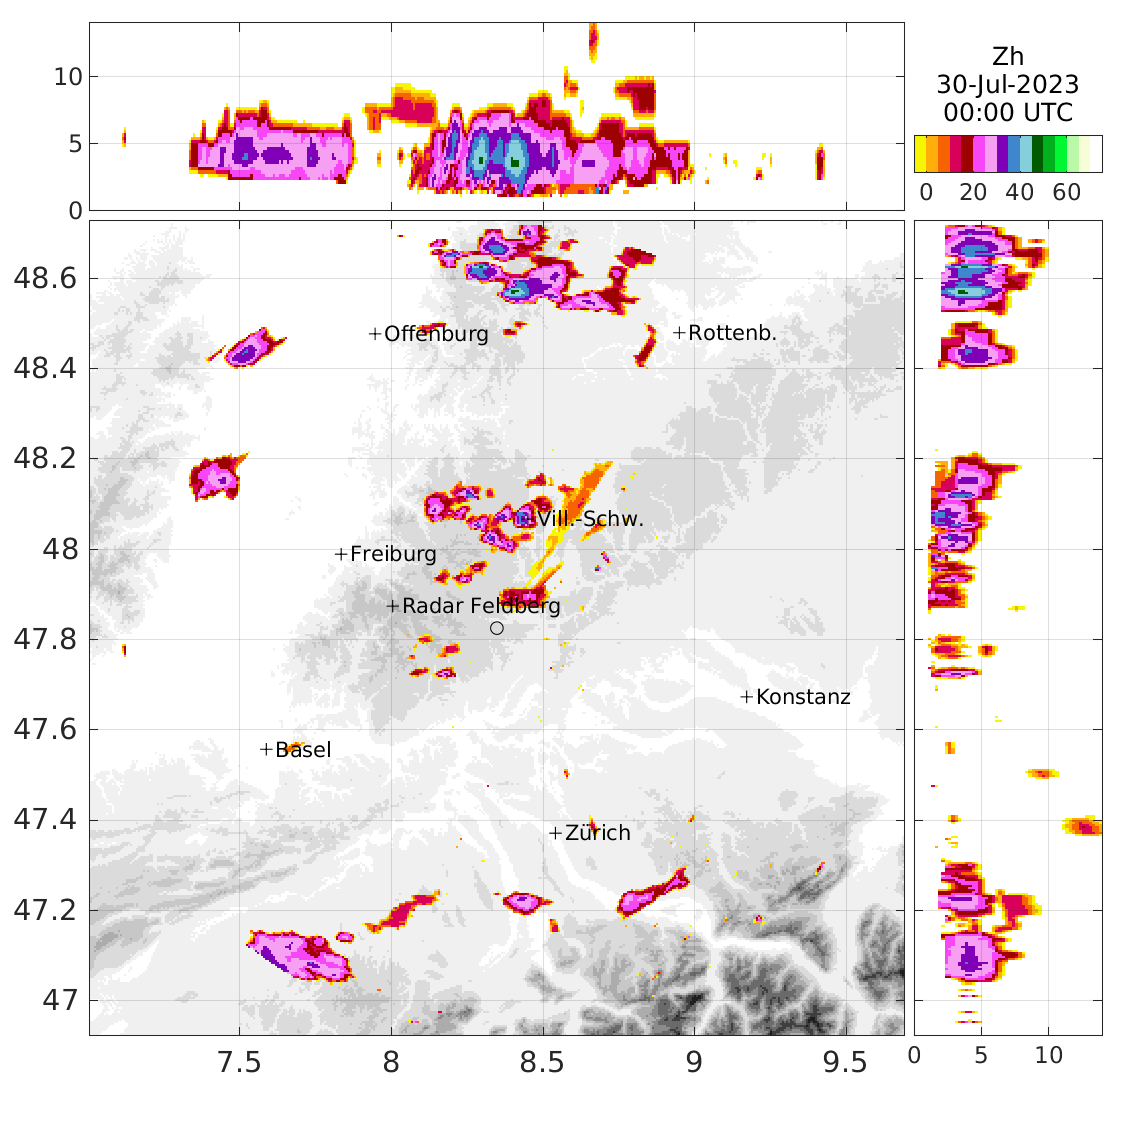 10
5
0
Zh
30-Jul-2023
00:00 UTC
0 20 40 60
48.6
48.4
48.2
48
47.8
47.6
47.4
47.2
47
+Offenburg
+Rottenb.
+Vill.-Schw.
+Freiburg
+Radar Feldberg
+Konstanz
+Basel
+Zürich
7.5 8 8.5 9 9.5
0 5 10